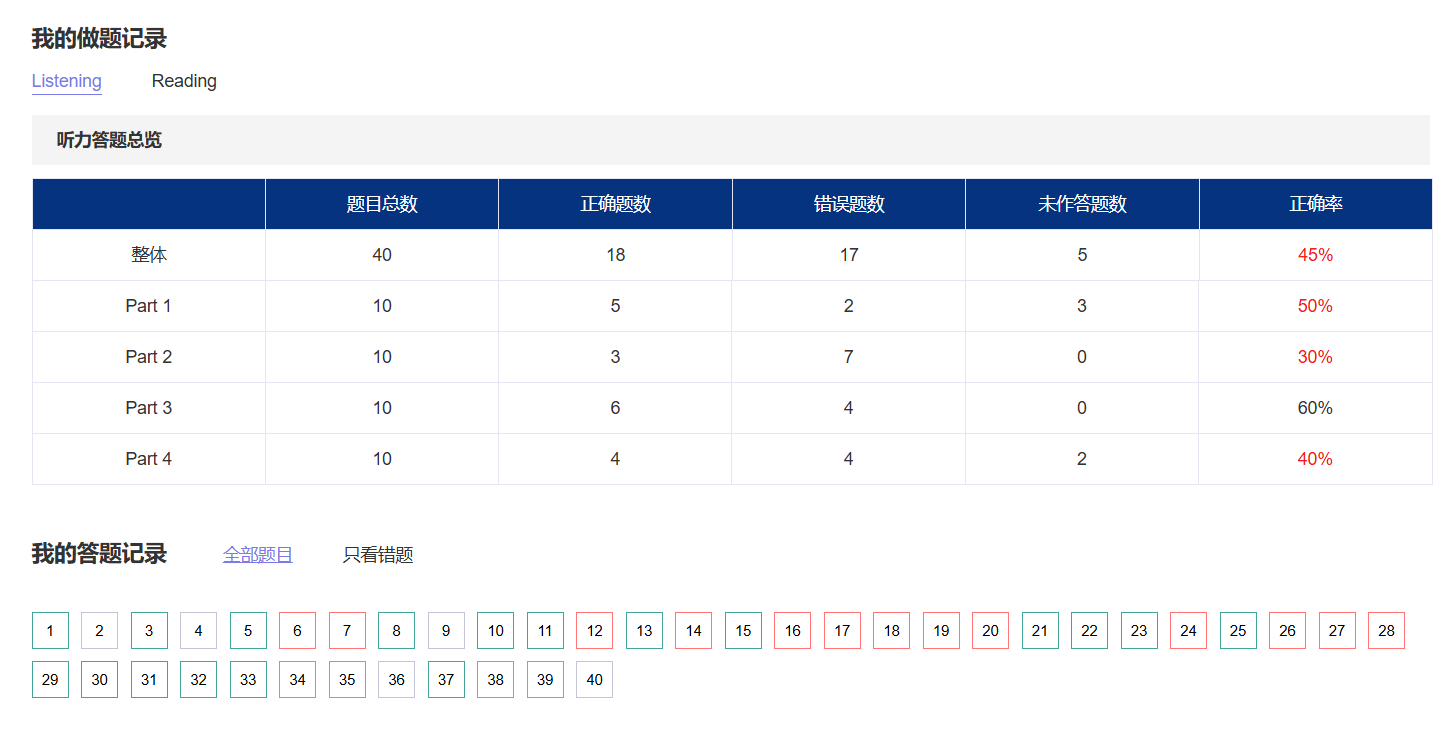 我的做题记录
Listening Reading
听力答题总览
题目总数 正确题数 错误题数 未作答题数 正确率
整体 40 18 17 5 45%
Part 1 10 5 2 3 50%
Part 2 10 3 7 0 30%
Part 3 10 6 4 0 60%
Part 4 10 4 4 2 40%
我的答题记录 全部题目 只看错题
1 2 3 4 5 6 7 8 9 10 11 12 13 14 15 16 17 18 19 20 21 22 23 24 25 26 27 28
29 30 31 32 33 34 35 36 37 38 39 40